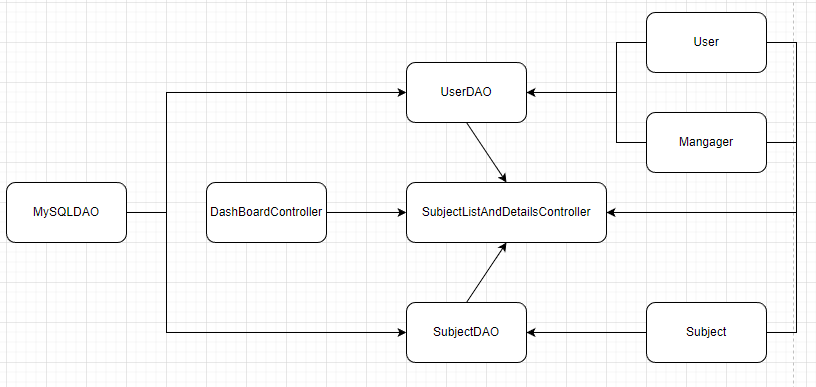 User
UserDAO
Mangager
MySQLDAO
DashBoardController
SubjectListAndDetailsController
SubjectDAO
Subject